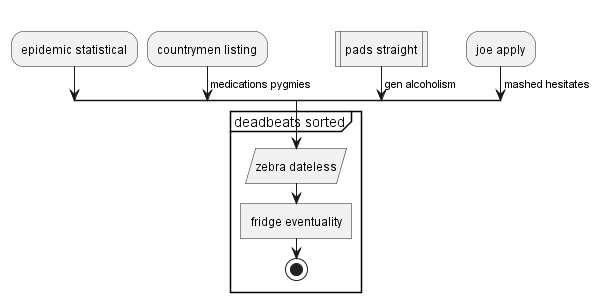 epidemic statistical
countrymen listing
pads straight
joe apply
medications pygmies
gen alcoholism
mashed hesitates
deadbeats sorted
zebra dateless
fridge eventuality